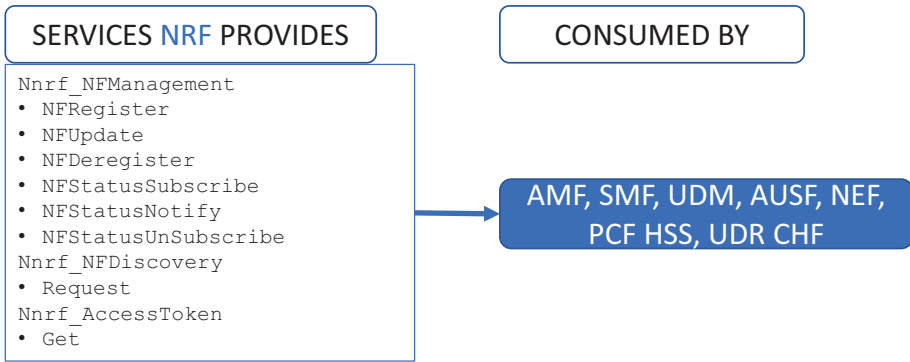 SERVICES NRF PROVIDES
CONSUMED BY
Nnrf_NFManagement
• NFRegister
• NFUpdate
• NFDeregister
• NFStatusSubscribe
• NFStatusNotify
• NFStatusUnSubscribe
Nnrf_NFDiscovery
• Request
Nnrf_AccessToken
• Get
AMF, SMF, UDM, AUSF, NEF,
PCF HSS, UDR CHF